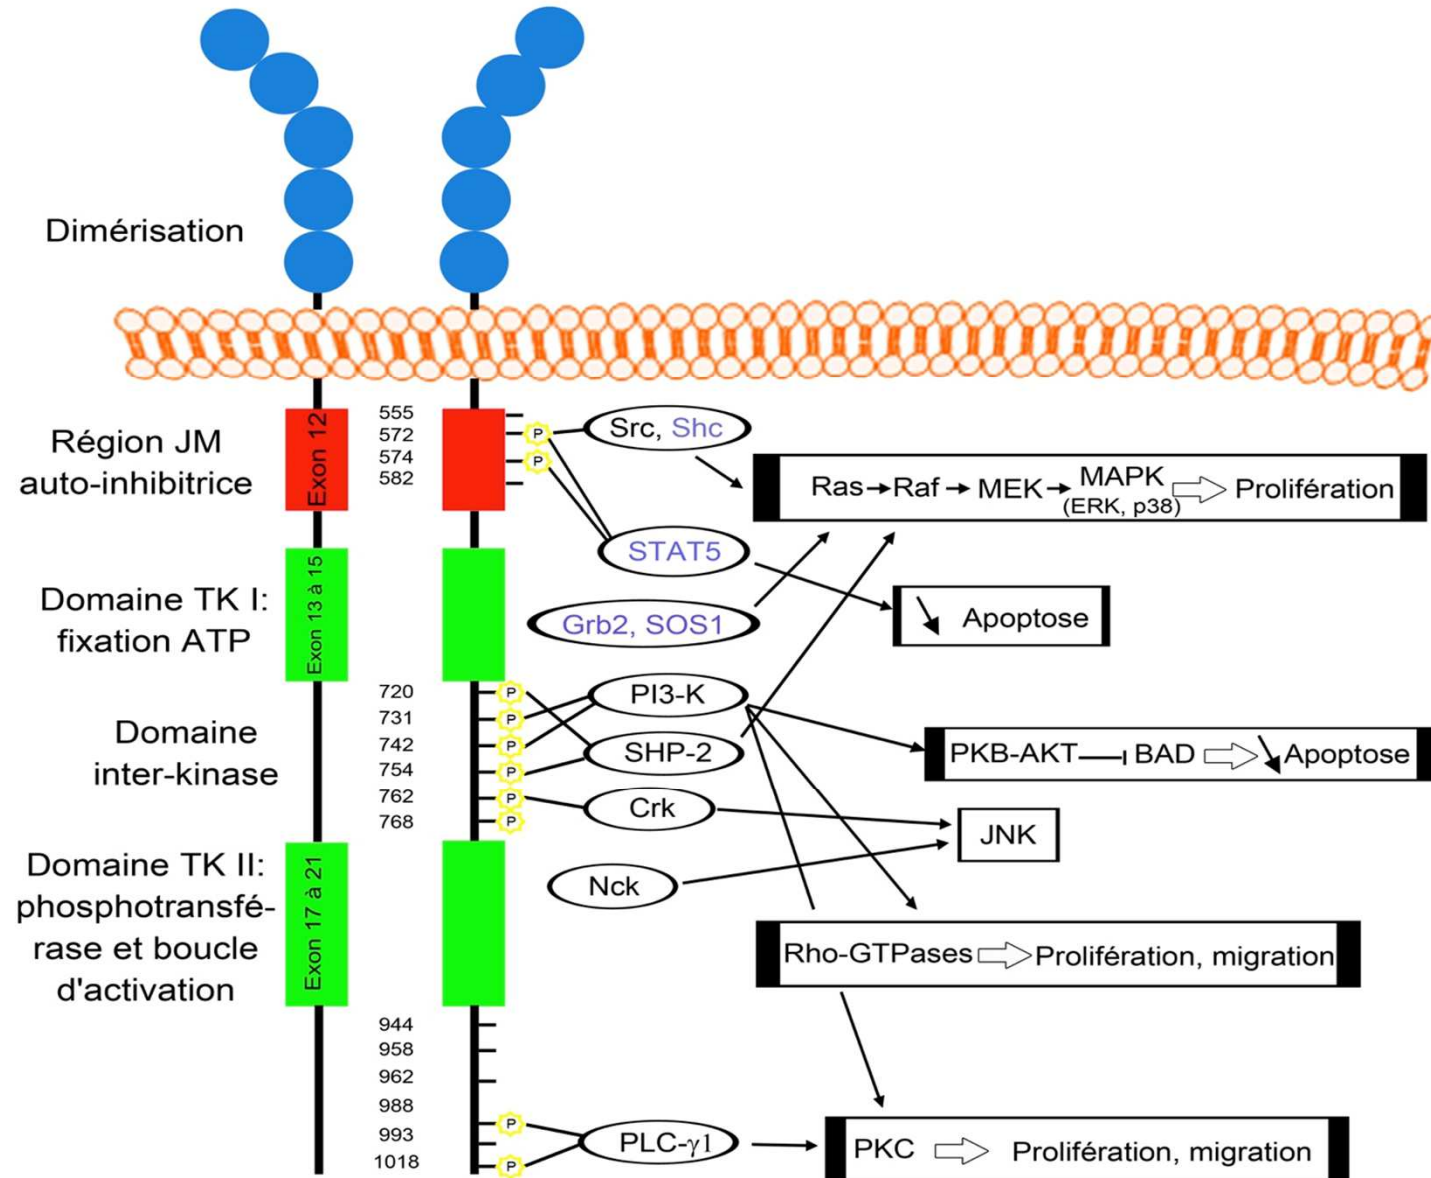 Dimérisation
Région JM
auto-inhibitrice
Exon 12
555
572
574
582
P
P
Src, Shc
Ras→Raf→MEK→MAPK ⇨ Prolifération
(ERK, p38)
STAT5
↘ Apoptose
Domaine TK I:
fixation ATP
Exon 13 à 15
Grb2, SOS1
Domaine
inter-kinase
720
731
742
754
762
768
P
P
P
P
P
P
PI3-K
SHP-2
Crk
PKB-AKT BAD ⇨ ↘ Apoptose
JNK
Nck
Domaine TK II:
phosphotransfé-
rase et boucle
d'activation
Exon 17 à 21
Rho-GTPases ⇨ Prolifération, migration
944
958
962
988
993
1018
P
P
PLC-γ1
PKC ⇨ Prolifération, migration